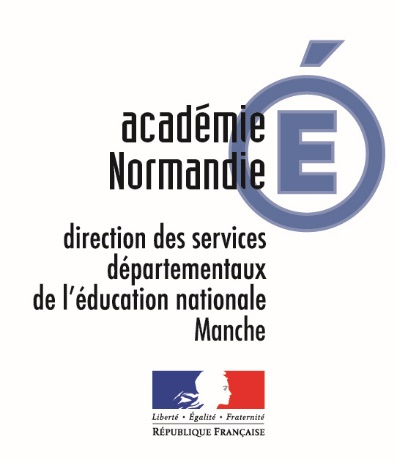 É
académie
Normandie
direction des services
départementaux
de l'éducation nationale
Manche
Liberté • Égalité • Fraternité
RÉPUBLIQUE FRANÇAISE